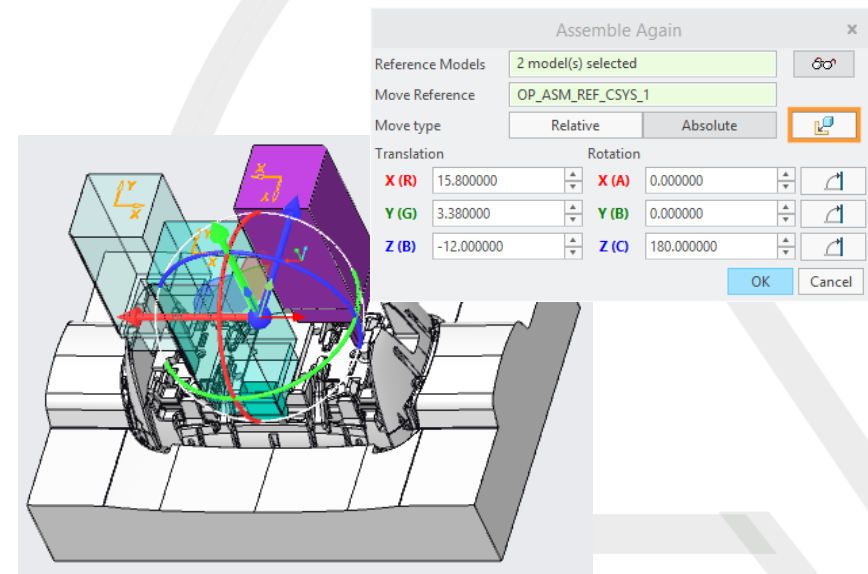 Assemble Again ×
Reference Models 2 model(s) selected
Move Reference OP_ASM_REF_CSYS_1
Move type Relative Absolute
Translation Rotation
X (R) 15.800000 X (A) 0.000000
Y (G) 3.380000 Y (B) 0.000000
Z (B) -12.000000 Z (C) 180.000000
OK Cancel
Y
X
X
Y
X